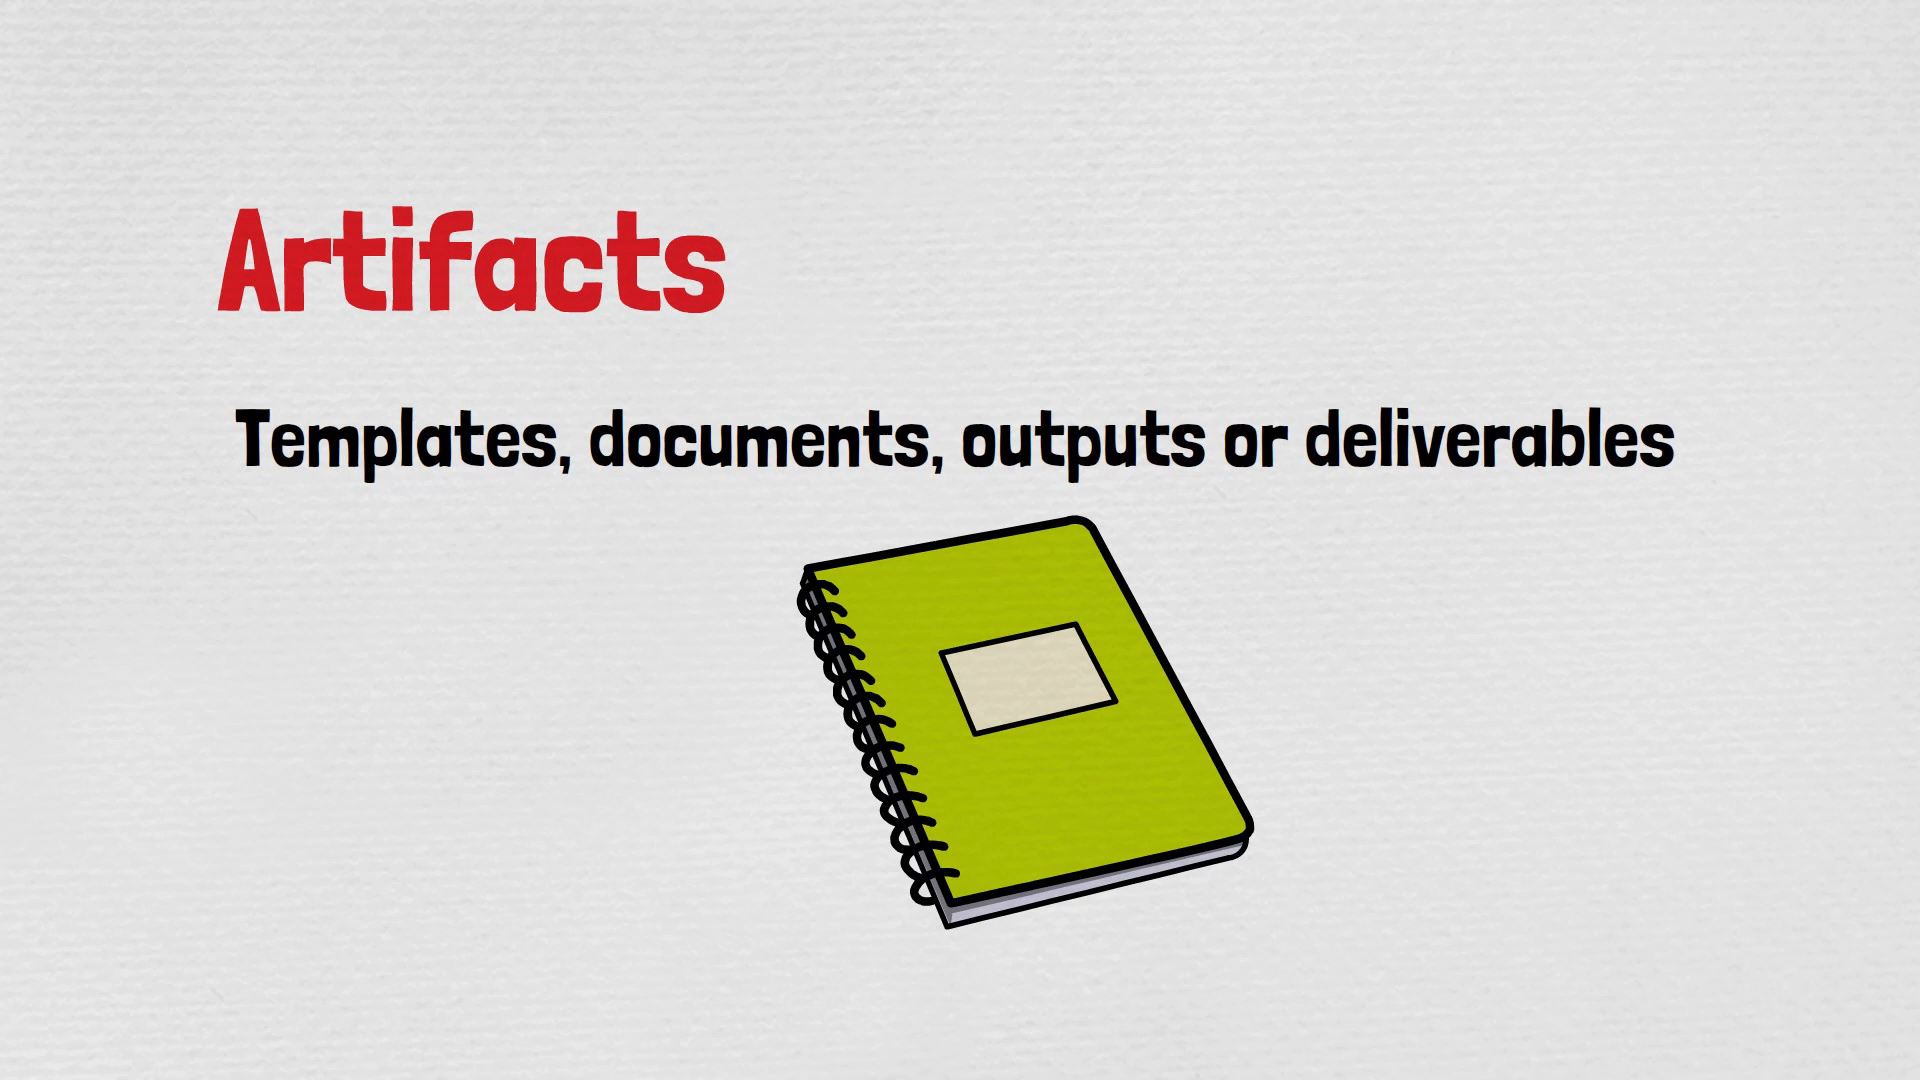 Artifacts
Templates, documents, outputs or deliverables